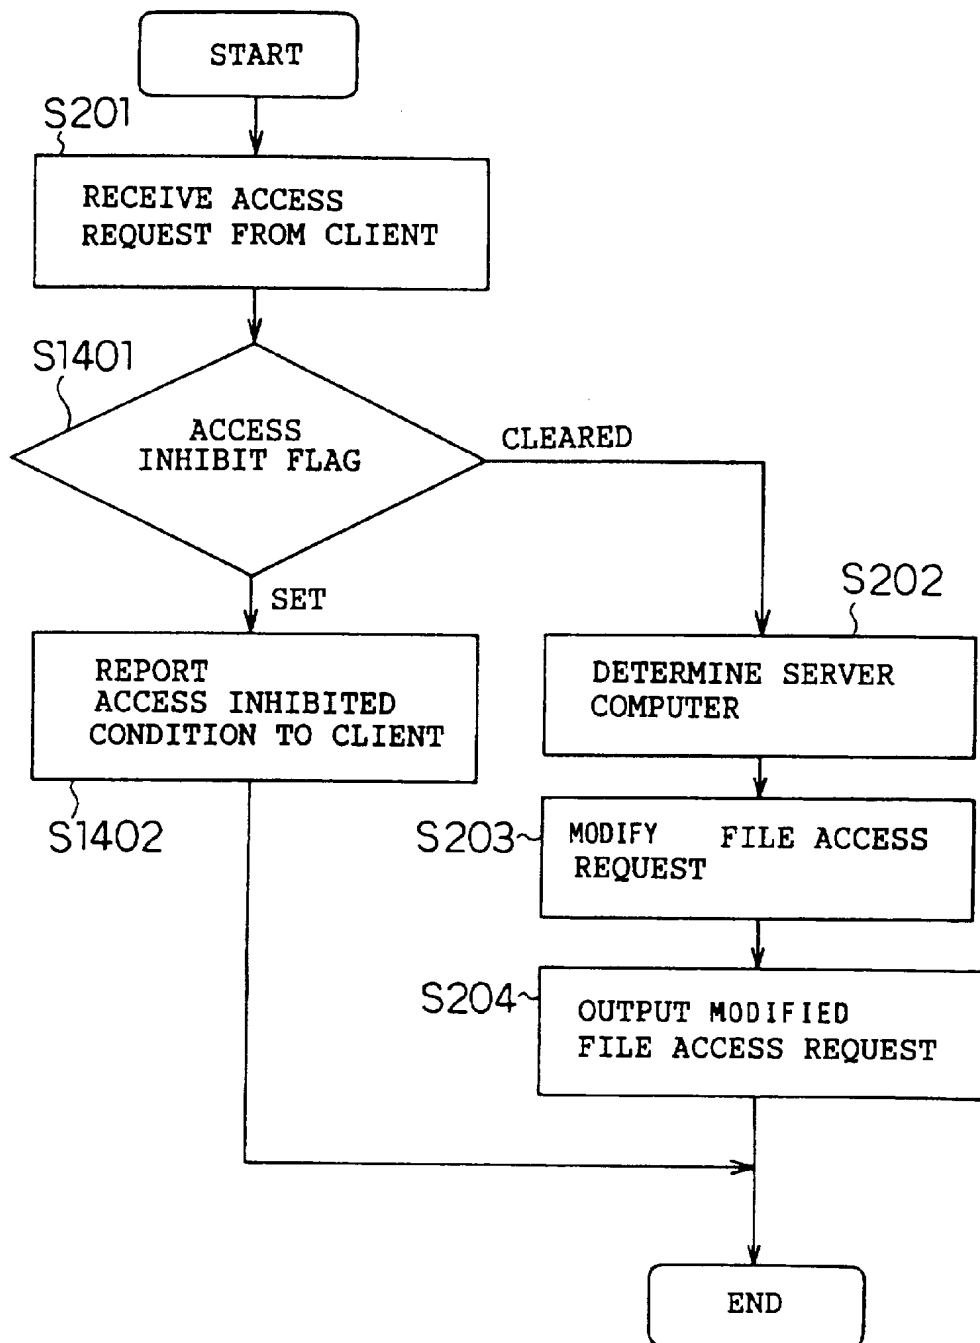 START
S201
RECEIVE ACCESS
REQUEST FROM CLIENT
S1401
ACCESS
INHIBIT FLAG
CLEARED
SET
S202
REPORT
ACCESS INHIBITED
CONDITION TO CLIENT
S1402
DETERMINE SERVER
COMPUTER
S203
MODIFY FILE ACCESS
REQUEST
S204
OUTPUT MODIFIED
FILE ACCESS REQUEST
END